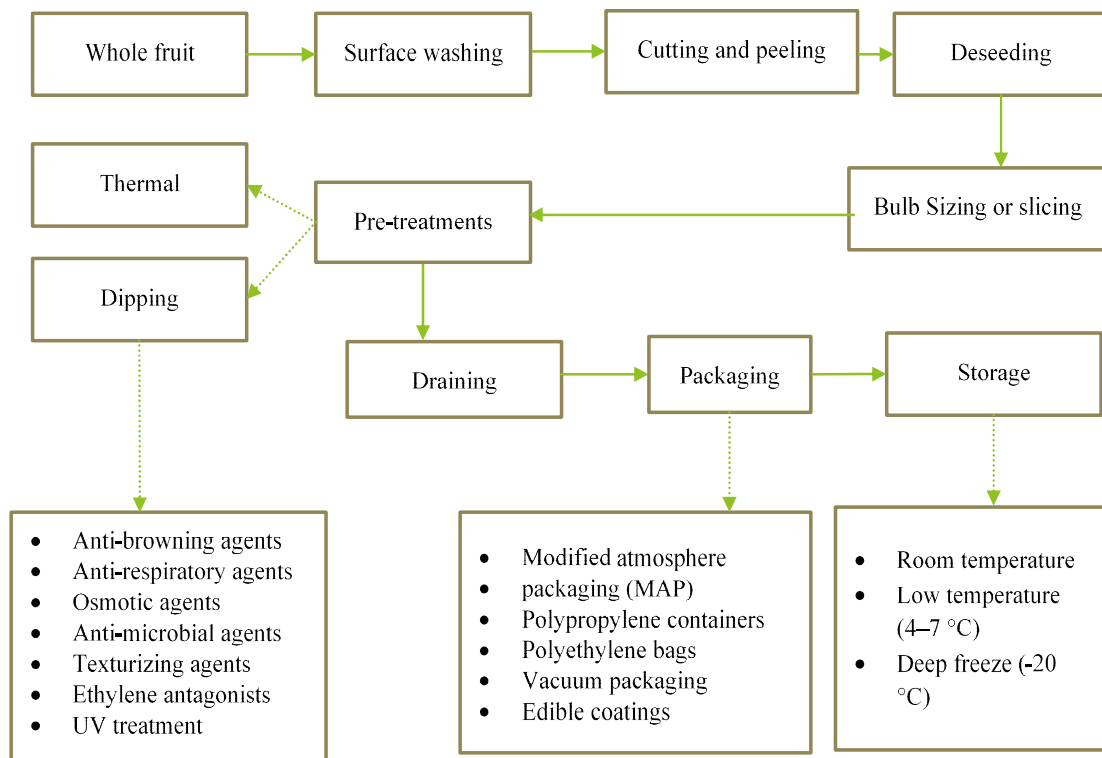 Whole fruit
Surface washing
Cutting and peeling
Deseeding
Thermal
Pre-treatments
Bulb Sizing or slicing
Dipping
Draining
Packaging
Storage
• Anti-browning agents
• Anti-respiratory agents
• Osmotic agents
• Anti-microbial agents
• Texturizing agents
• Ethylene antagonists
• UV treatment
• Modified atmosphere
• packaging (MAP)
• Polypropylene containers
• Polyethylene bags
• Vacuum packaging
• Edible coatings
• Room temperature
• Low temperature
(4–7 °C)
• Deep freeze (-20
°C)